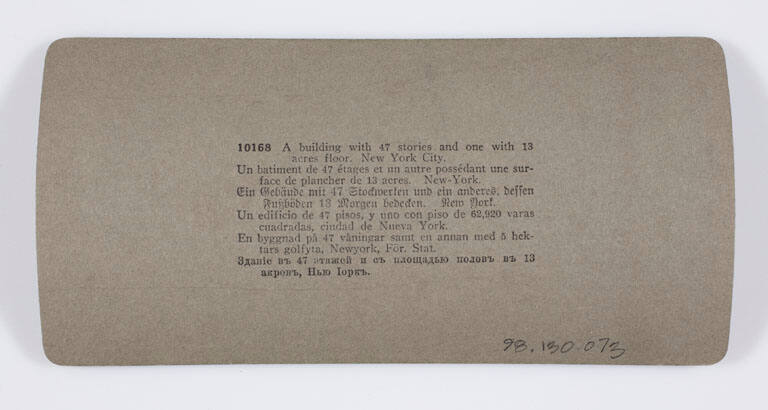 10168 A building with 47 stories and one with 13
acres floor. New York City.
Un batiment de 47 étages et un autre possédant une sur-
face de plancher de 13 acres. New-York.
Ein Gebäude mit 47 Stockwerken und ein anderes, dessen
Fußböden 13 Morgen bedecken. New York.
Un edificio de 47 pisos, y uno con piso de 62,920 varas
cuadradas, ciudad de Nueva York.
En byggnad på 47 våningar samt en annan med 5 hek-
tars golfyta, Newyork, För. Stat.
Зданіе въ 47 этажей и съ площадью половъ въ 13
акровъ, Нью Іоркъ.
98.130.073